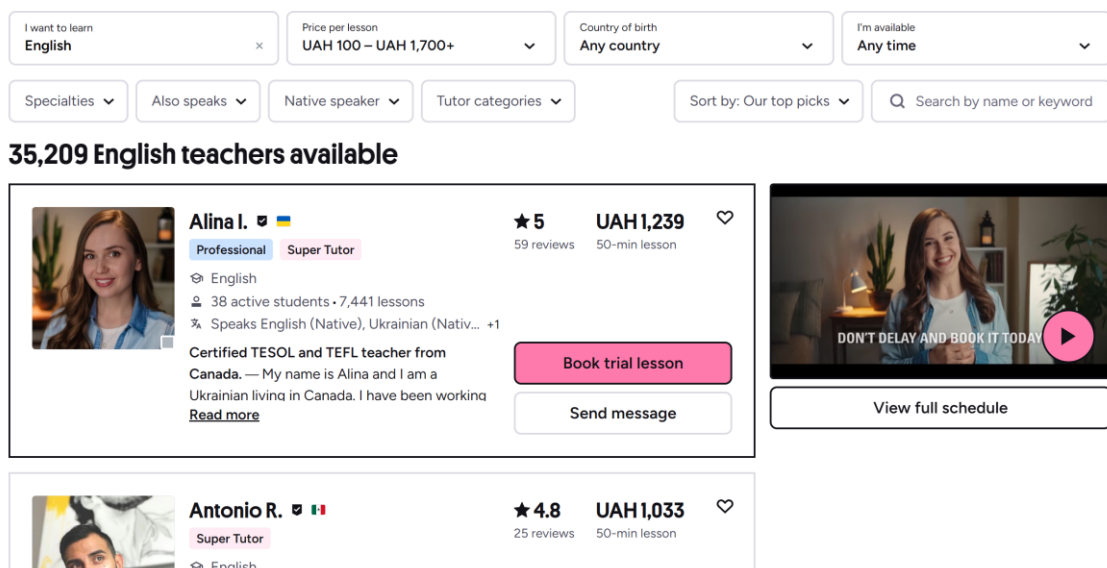 I want to learn
English
Price per lesson
UAH 100 – UAH 1,700+
Country of birth
Any country
I'm available
Any time
Specialties
Also speaks
Native speaker
Tutor categories
Sort by: Our top picks
Search by name or keyword
35,209 English teachers available
Alina I.
5
UAH 1,239
59 reviews
50-min lesson
Professional
Super Tutor
English
38 active students • 7,441 lessons
Speaks English (Native), Ukrainian (Nativ... +1
Certified TESOL and TEFL teacher from
Canada. — My name is Alina and I am a
Ukrainian living in Canada. I have been working
Read more
Book trial lesson
Send message
DON'T DELAY AND BOOK IT TODAY
View full schedule
Antonio R.
4.8
UAH 1,033
25 reviews
50-min lesson
Super Tutor
English